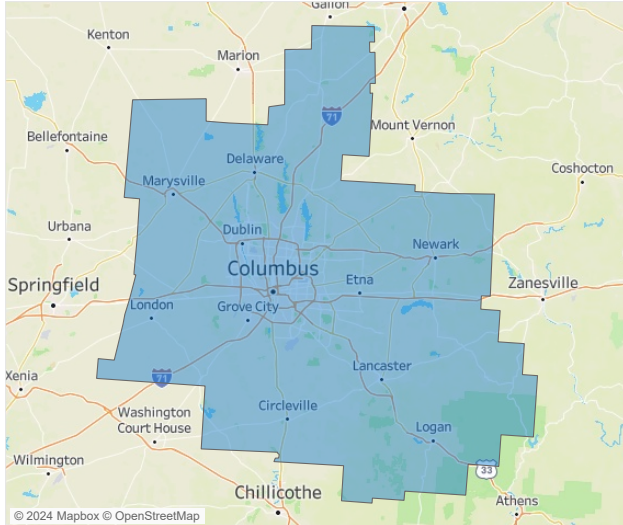 Galion
Kenton
Marion
71
Mount Vernon
Bellefontaine
Delaware
Coshocton
Marysville
Urbana
Dublin
Newark
Columbus
Springfield
Etna
Zanesville
London
Grove City
Xenia
71
Lancaster
Washington
Court House
Circleville
Logan
Wilmington
33
Chillicothe
Athens
© 2024 Mapbox © OpenStreetMap